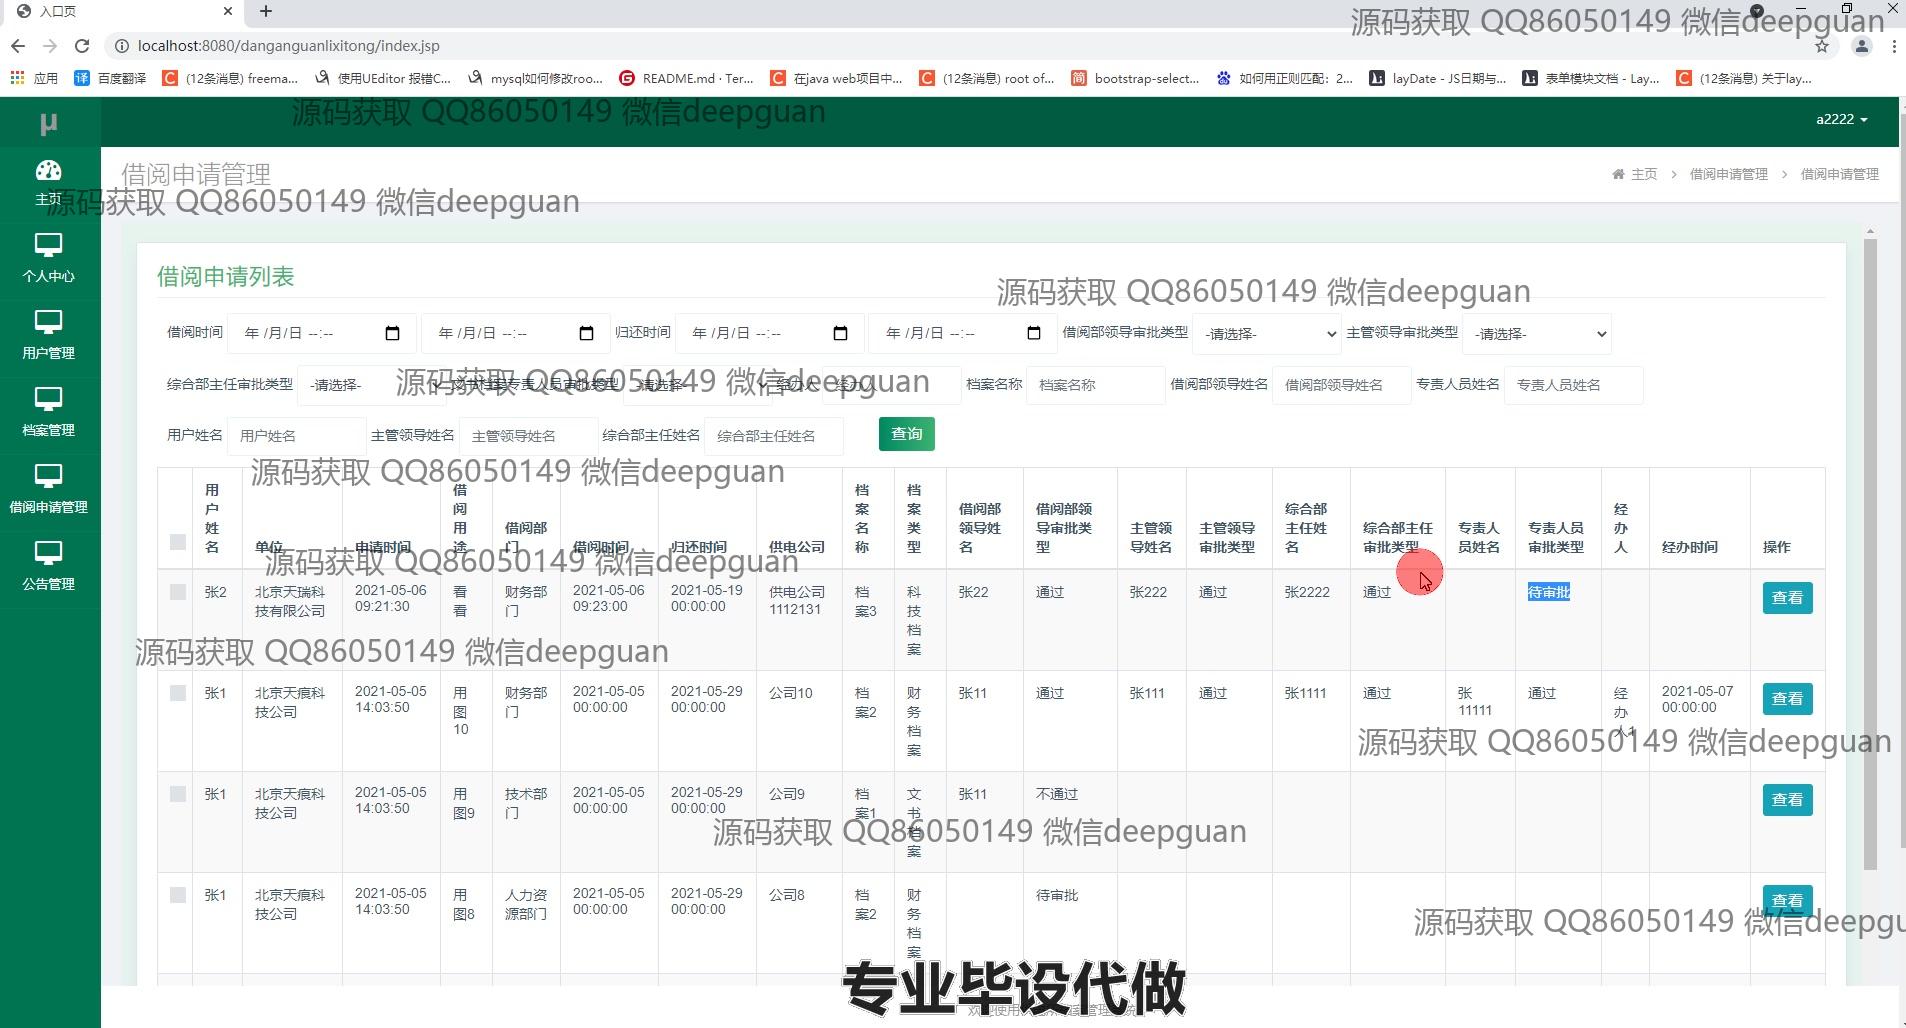 入口页
localhost:8080/danganguanlixitong/index.jsp
应用 百度翻译 (12条消息) freema... 使用UEditor 报错C... mysql如何修改roo... README.md · Ter... 在java web项目中... (12条消息) root of... bootstrap-select... 如何用正则匹配：2... layDate - JS日期与... 表单模块文档 - Lay... (12条消息) 关于lay...
源码获取 QQ86050149 微信deepguan
源码获取 QQ86050149 微信deepguan
μ
a2222
主页
个人中心
用户管理
档案管理
借阅申请管理
公告管理
借阅申请管理
主页 > 借阅申请管理 > 借阅申请管理
源码获取 QQ86050149 微信deepguan
借阅申请列表
源码获取 QQ86050149 微信deepguan
借阅时间 年/月/日 --:-- 年/月/日 --:-- 归还时间 年/月/日 --:-- 年/月/日 --:-- 借阅部领导审批类型 -请选择- 主管领导审批类型 -请选择-
综合部主任审批类型 -请选择- 专责人员审批类型 -请选择- 经办人 经办人 档案名称 档案名称 借阅部领导姓名 借阅部领导姓名 专责人员姓名 专责人员姓名
源码获取 QQ86050149 微信deepguan
用户姓名 用户姓名 主管领导姓名 主管领导姓名 综合部主任姓名 综合部主任姓名 查询
源码获取 QQ86050149 微信deepguan
用户姓名 单位 申请时间 借阅用途 借阅部门 借阅时间 归还时间 供电公司 档案名称 档案类型 借阅部领导姓名 借阅部领导审批类型 主管领导姓名 主管领导审批类型 综合部主任姓名 综合部主任审批类型 专责人员姓名 专责人员审批类型 经办人 经办时间 操作
源码获取 QQ86050149 微信deepguan
张2 北京天瑞科技有限公司 2021-05-06 09:21:30 看看 财务部门 2021-05-06 09:23:00 2021-05-19 00:00:00 供电公司1112131 档案3 科技档案 张22 通过 张222 通过 张2222 通过 待审批 查看
源码获取 QQ86050149 微信deepguan
张1 北京天痕科技公司 2021-05-05 14:03:50 用图10 财务部门 2021-05-05 00:00:00 2021-05-29 00:00:00 公司10 档案2 财务档案 张11 通过 张111 通过 张1111 通过 张11111 通过 经办人1 2021-05-07 00:00:00 查看
源码获取 QQ86050149 微信deepguan
张1 北京天痕科技公司 2021-05-05 14:03:50 用图9 技术部门 2021-05-05 00:00:00 2021-05-29 00:00:00 公司9 档案1 文书档案 张11 不通过 查看
源码获取 QQ86050149 微信deepguan
张1 北京天痕科技公司 2021-05-05 14:03:50 用图8 人力资源部门 2021-05-05 00:00:00 2021-05-29 00:00:00 公司8 档案2 财务档案 待审批 查看
源码获取 QQ86050149 微信deepgu
专业毕设代做